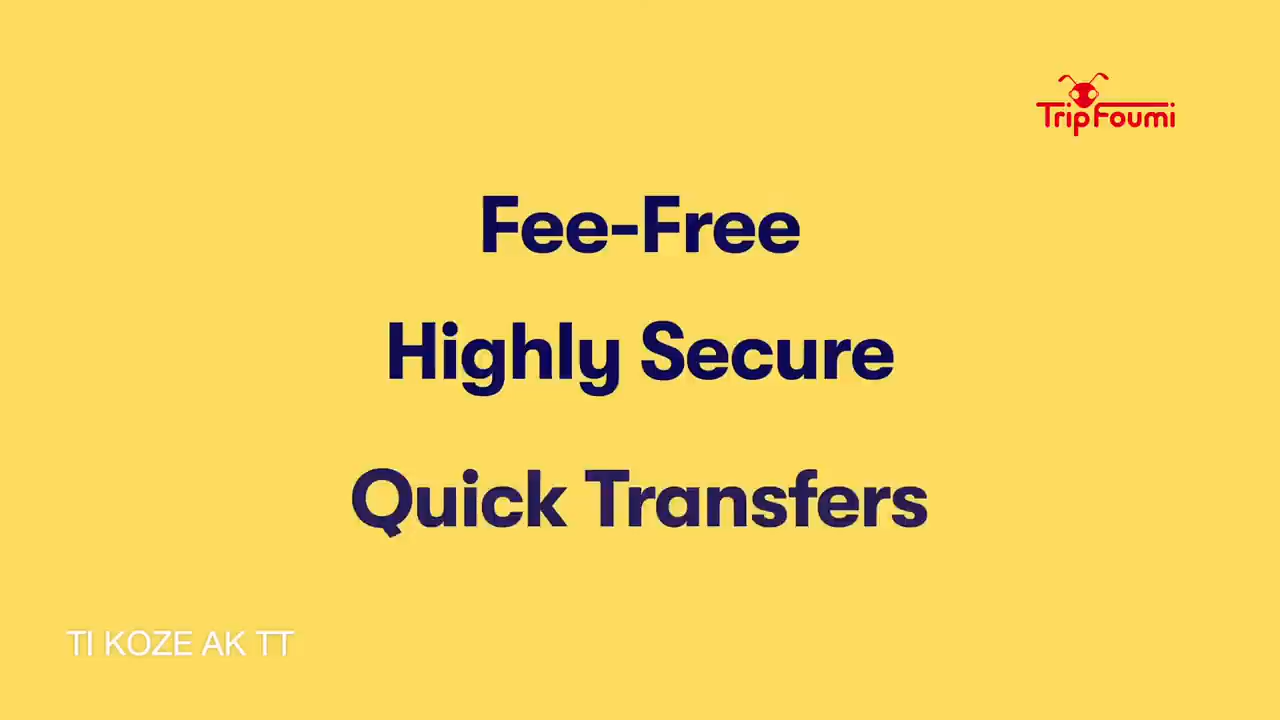 TripFoumi
Fee-Free
Highly Secure
Quick Transfers
TI KOZE AK TT